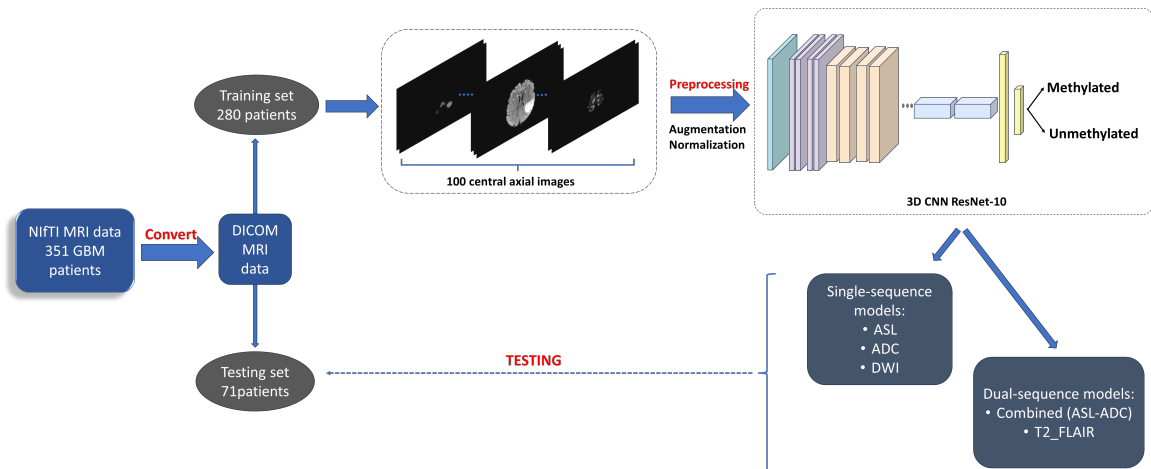 NIfTI MRI data
351 GBM
patients
Convert
DICOM
MRI
data
Training set
280 patients
Testing set
71patients
100 central axial images
Preprocessing
Augmentation
Normalization
Methylated
Unmethylated
3D CNN ResNet-10
Single-sequence
models:
• ASL
• ADC
• DWI
Dual-sequence models:
• Combined (ASL-ADC)
• T2_FLAIR
TESTING